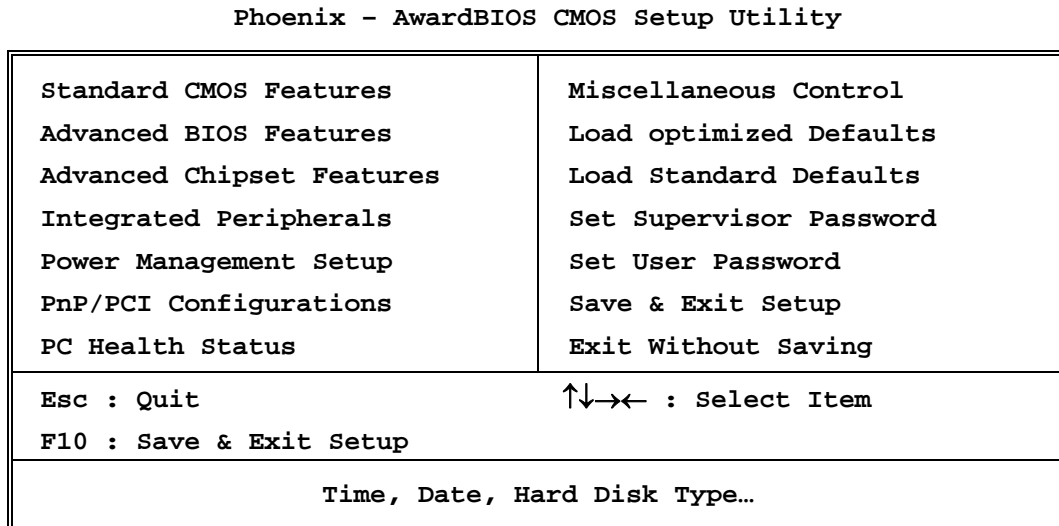 Phoenix – AwardBIOS CMOS Setup Utility
Standard CMOS Features
Advanced BIOS Features
Advanced Chipset Features
Integrated Peripherals
Power Management Setup
PnP/PCI Configurations
PC Health Status
Miscellaneous Control
Load optimized Defaults
Load Standard Defaults
Set Supervisor Password
Set User Password
Save & Exit Setup
Exit Without Saving
Esc : Quit
F10 : Save & Exit Setup
↑↓→← : Select Item
Time, Date, Hard Disk Type…